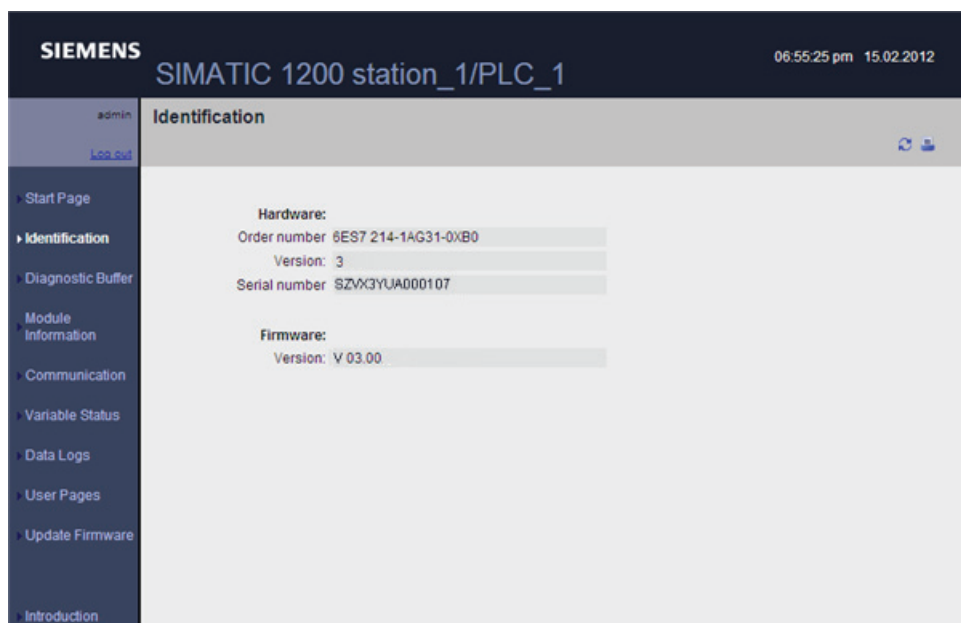 SIEMENS
SIMATIC 1200 station_1/PLC_1
06:55:25 pm 15.02.2012
admin
Log out
Identification
Start Page
Identification
Diagnostic Buffer
Module
Information
Communication
Variable Status
Data Logs
User Pages
Update Firmware
Introduction
Hardware:
Order number 6ES7 214-1AG31-0XB0
Version: 3
Serial number SZVX3YUA000107
Firmware:
Version: V 03.00